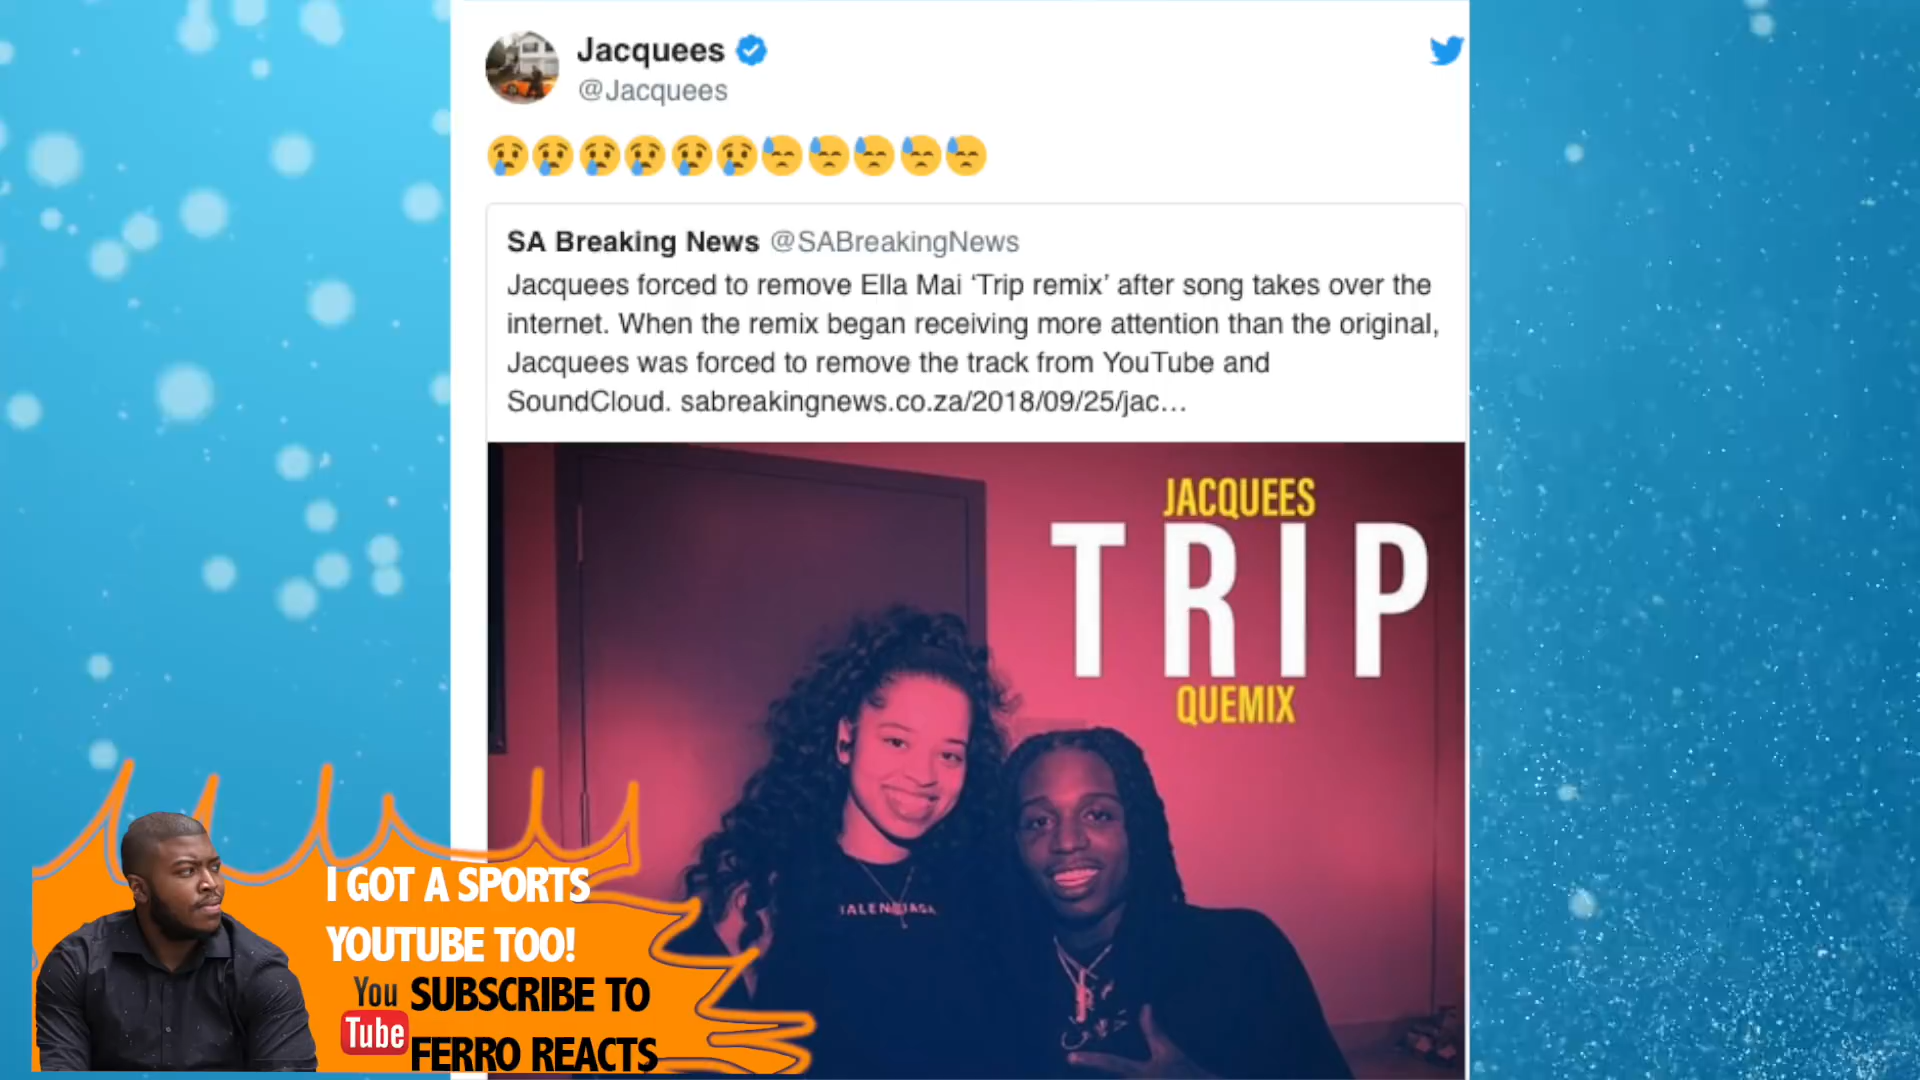 Jacquees
@Jacquees
😢😢😢😢😢😢😓😓😓😓😓
SA Breaking News @SABreakingNews
Jacquees forced to remove Ella Mai ‘Trip remix’ after song takes over the
internet. When the remix began receiving more attention than the original,
Jacquees was forced to remove the track from YouTube and
SoundCloud. sabreakingnews.co.za/2018/09/25/jac…
JACQUEES
TRIP
QUEMIX
I GOT A SPORTS
YOUTUBE TOO!
You Tube SUBSCRIBE TO
FERRO REACTS